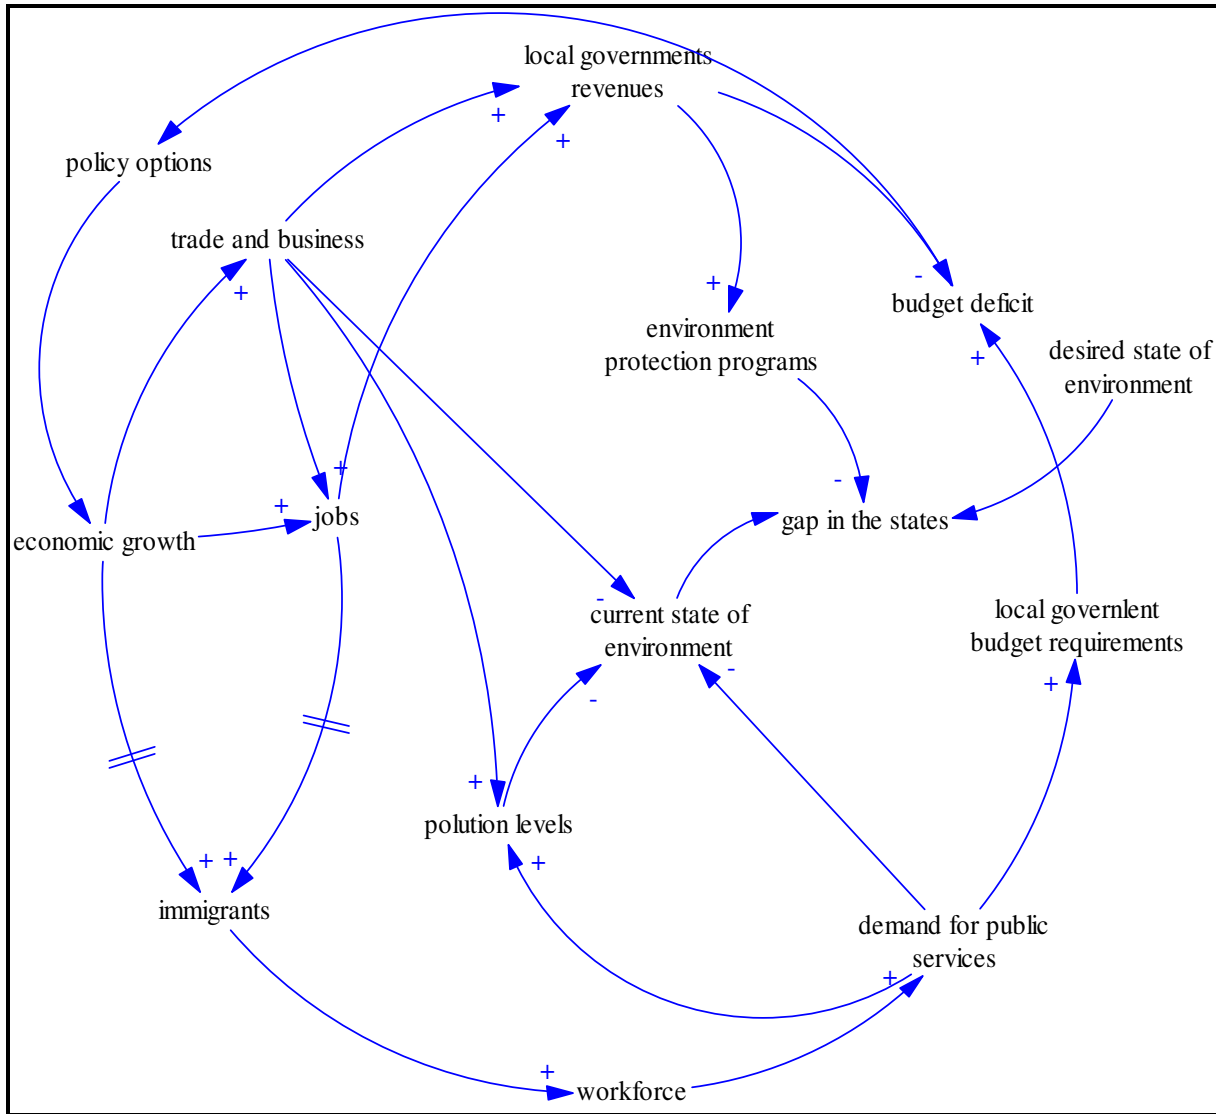 local governments
revenues
+
+
policy options
trade and business
+
+
-
budget deficit
environment
protection programs
+
desired state of
environment
+
-
+
jobs
gap in the states
economic growth
-
current state of
environment
local governlent
budget requirements
-
-
+
+
polution levels
+
+ +
immigrants
demand for public
services
+
+
workforce